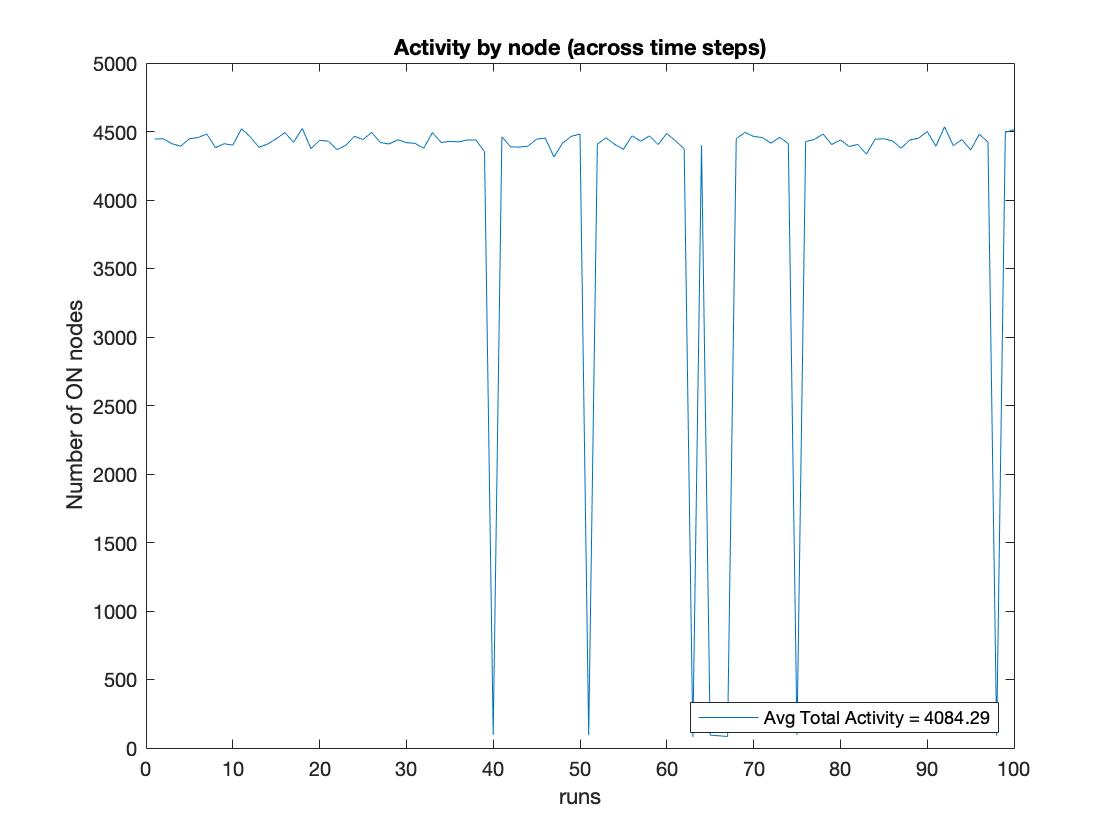 Activity by node (across time steps)
5000
4500
4000
3500
3000
2500
2000
1500
1000
500
0
Number of ON nodes
Avg Total Activity = 4084.29
0 10 20 30 40 50 60 70 80 90 100
runs